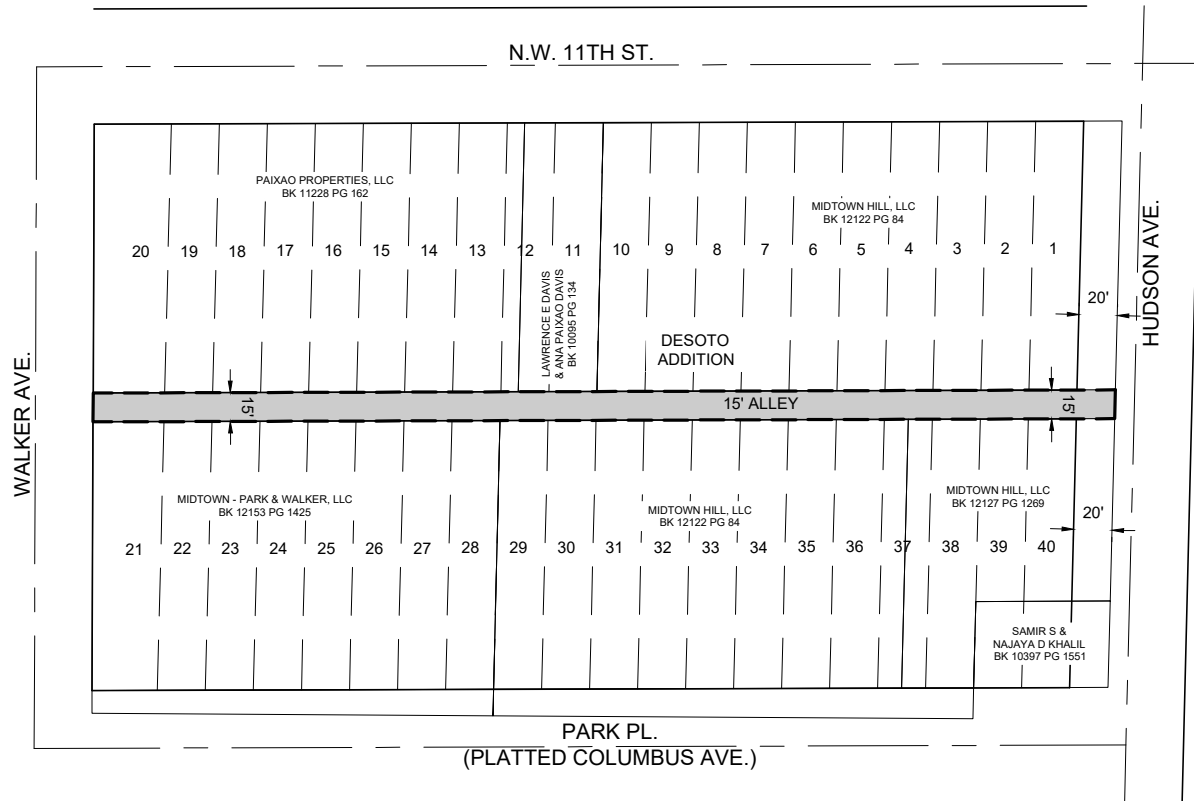 N.W. 11TH ST.
PAIXAO PROPERTIES, LLC
BK 11228 PG 162
MIDTOWN HILL, LLC
BK 12122 PG 84
20 19 18 17 16 15 14 13 12 11 10 9 8 7 6 5 4 3 2 1
LAWRENCE E DAVIS
& ANA PAIXAO DAVIS
BK 10095 PG 134
20'
HUDSON AVE.
DESOTO
ADDITION
WALKER AVE.
15'
15' ALLEY
15'
MIDTOWN - PARK & WALKER, LLC
BK 12153 PG 1425
MIDTOWN HILL, LLC
BK 12122 PG 84
MIDTOWN HILL, LLC
BK 12127 PG 1269
20'
21 22 23 24 25 26 27 28 29 30 31 32 33 34 35 36 37 38 39 40
SAMIR S &
NAJAYA D KHALIL
BK 10397 PG 1551
PARK PL.
(PLATTED COLUMBUS AVE.)